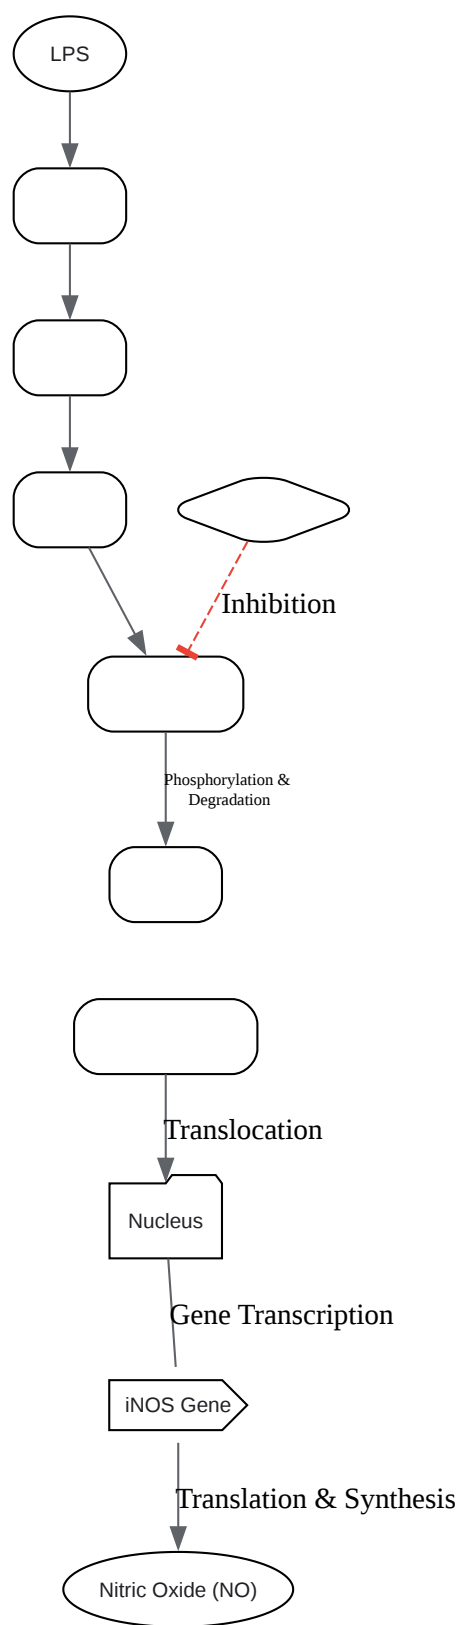 LPS
Inhibition
Phosphorylation &
Degradation
Translocation
Nucleus
Gene Transcription
iNOS Gene
Translation & Synthesis
Nitric Oxide (NO)